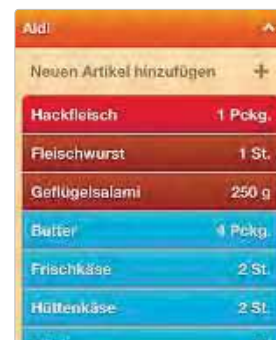 Aldi
Neuen Artikel hinzufügen +
Hackfleisch 1 Pckg.
Fleischwurst 1 St.
Geflügelsalami 250 g
Butter 4 Pckg.
Frischkäse 2 St.
Hüttenkäse 2 St.